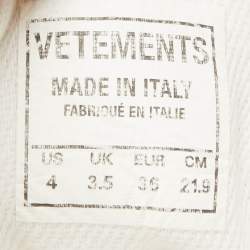 VETEMENTS
MADE IN ITALY
FABRIQUÉ EN ITALIE
US UK EUR CM
4 3.5 36 21.9